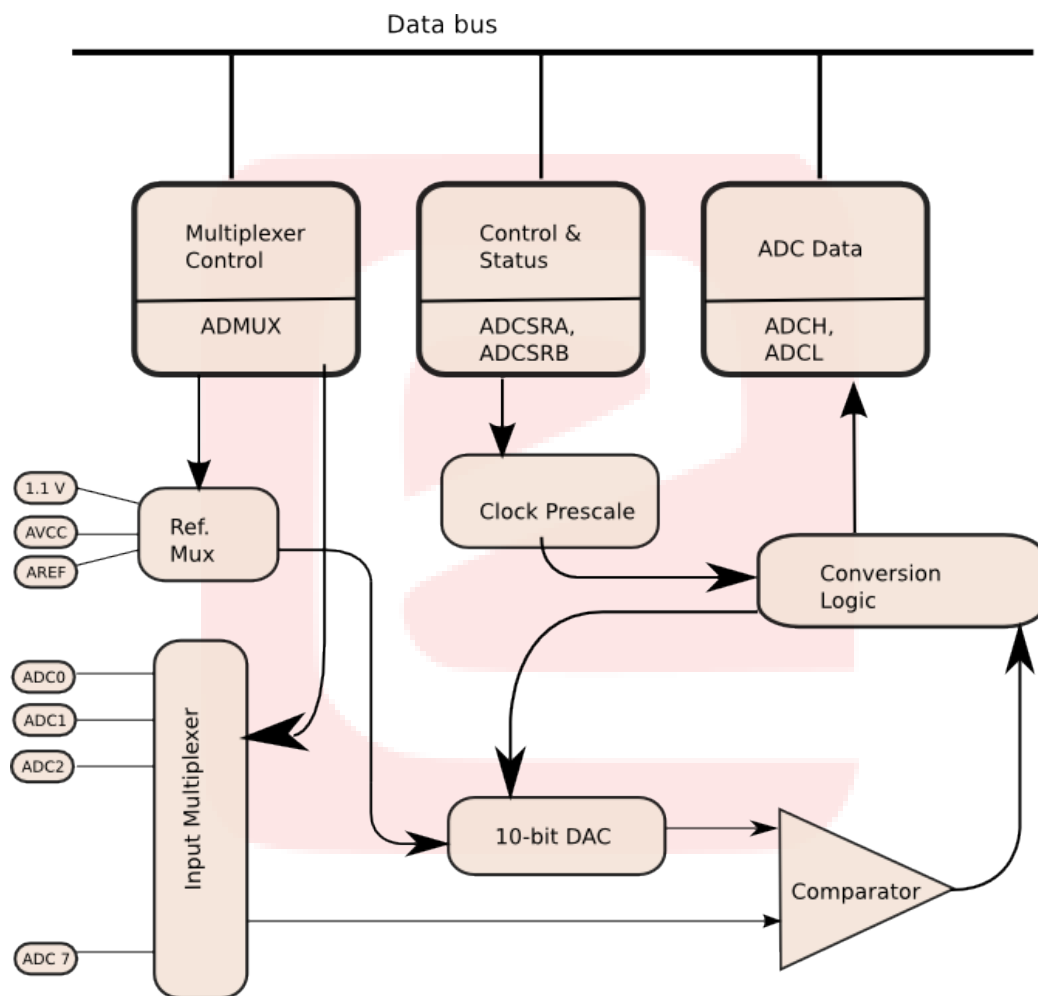 Data bus
Multiplexer
Control
ADMUX
Control &
Status
ADCSRA,
ADCSRB
ADC Data
ADCH,
ADCL
1.1 V
AVCC
AREF
Ref.
Mux
Clock Prescale
Conversion
Logic
ADC0
ADC1
ADC2
ADC 7
Input Multiplexer
10-bit DAC
Comparator